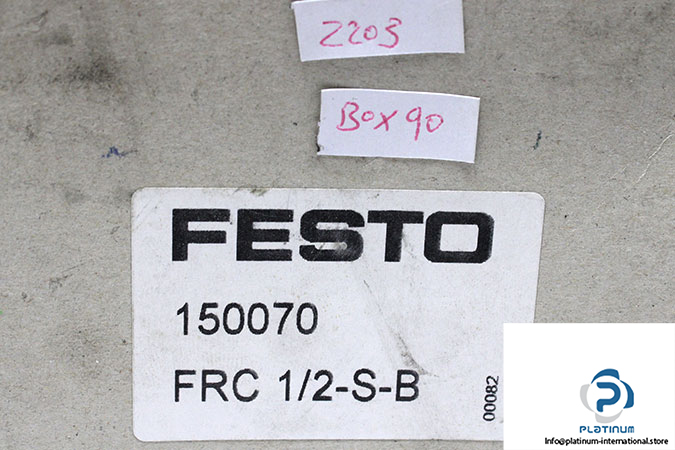 2203
Box 90
FESTO
150070
FRC 1/2-S-B
00082
PLATINUM
Info@platinum-international.store